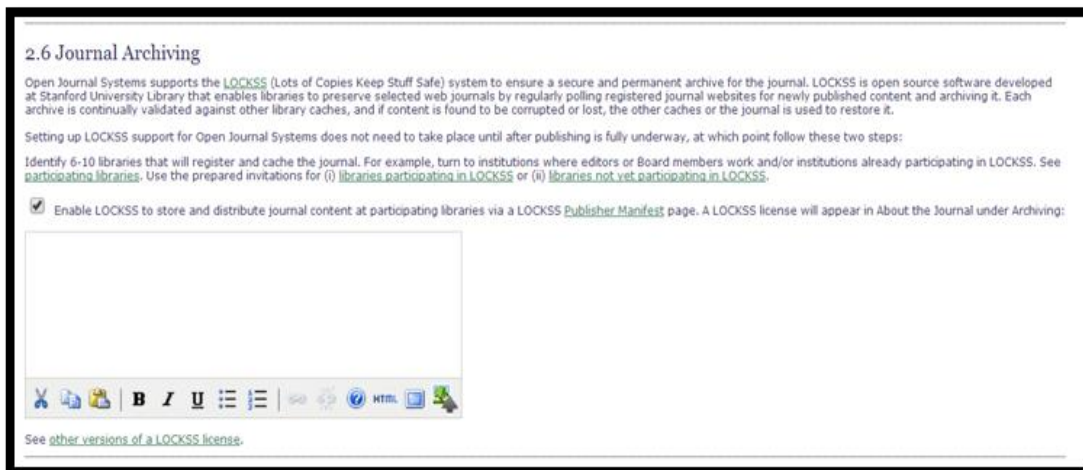 2.6 Journal Archiving
Open Journal Systems supports the LOCKSS (Lots of Copies Keep Stuff Safe) system to ensure a secure and permanent archive for the journal. LOCKSS is open source software developed
at Stanford University Library that enables libraries to preserve selected web journals by regularly polling registered journal websites for newly published content and archiving it. Each
archive is continually validated against other library caches, and if content is found to be corrupted or lost, the other caches or the journal is used to restore it.
Setting up LOCKSS support for Open Journal Systems does not need to take place until after publishing is fully underway, at which point follow these two steps:
Identify 6-10 libraries that will register and cache the journal. For example, turn to institutions where editors or Board members work and/or institutions already participating in LOCKSS. See
participating libraries. Use the prepared invitations for (i) libraries participating in LOCKSS or (ii) libraries not yet participating in LOCKSS.
Enable LOCKSS to store and distribute journal content at participating libraries via a LOCKSS Publisher Manifest page. A LOCKSS license will appear in About the Journal under Archiving:
B I U HTML
See other versions of a LOCKSS license.